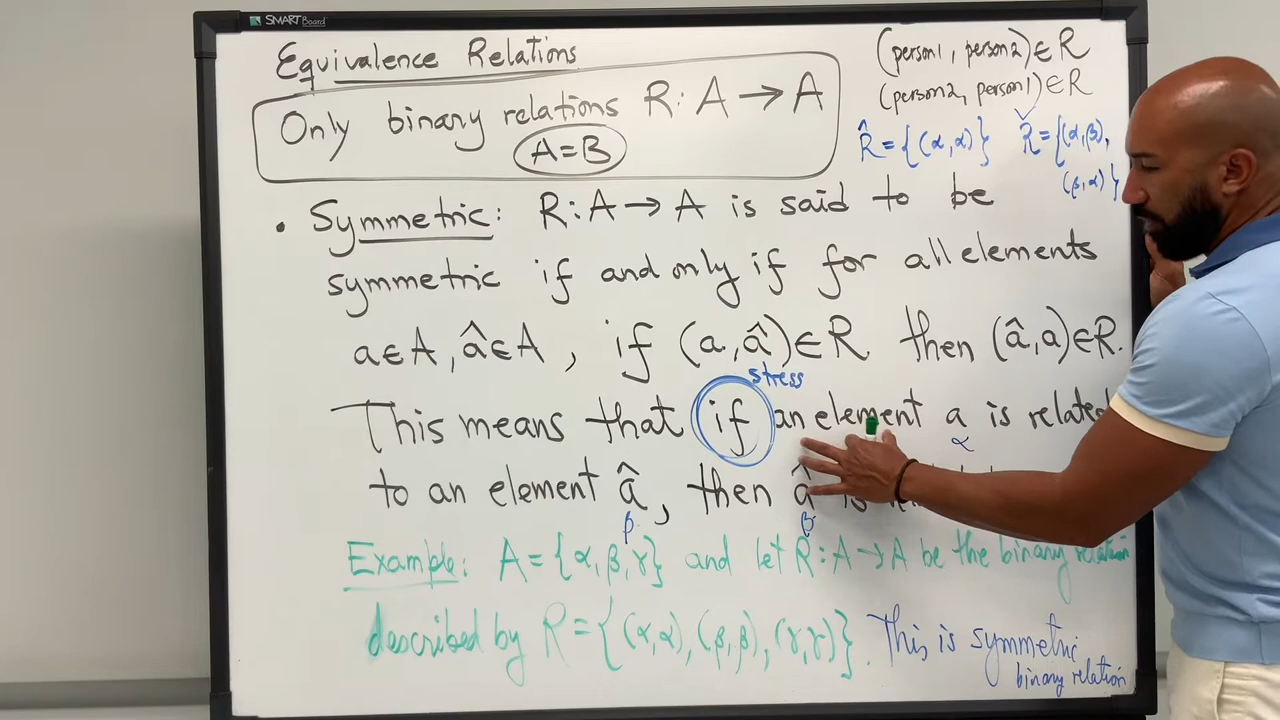 SMART Board
Equivalence Relations
Only binary relations R: A → A
A=B
(person1, person2) ∈ R
(person2, person1) ∈ R
R̂ = {(α,α)} Ř = {(α,β),
(β,α)}
• Symmetric: R: A → A is said to be
symmetric if and only if for all elements
a∈A, â∈A, if (a,â)∈R then (â,a)∈R.
stress
This means that if an element a is related
α
to an element â, then â is
β β
Example: A={α,β,γ} and let R:A→A be the binary relation
described by R={(α,α),(β,β),(γ,γ)}. This is symmetric
binary relation